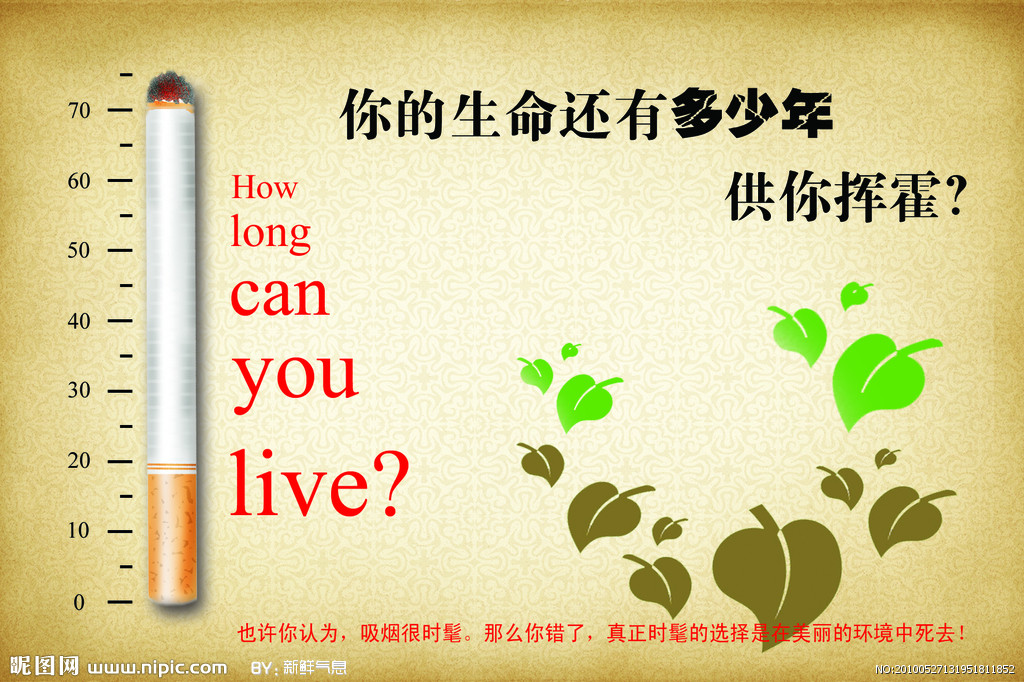 你的生命还有多少年
供你挥霍?
70
60
50
40
30
20
10
0
How
long
can
you
live?
也许你认为，吸烟很时髦。那么你错了，真正时髦的选择是在美丽的环境中死去！
昵图网 www.nipic.com BY: 新鲜气息
NO:20100527131951811852